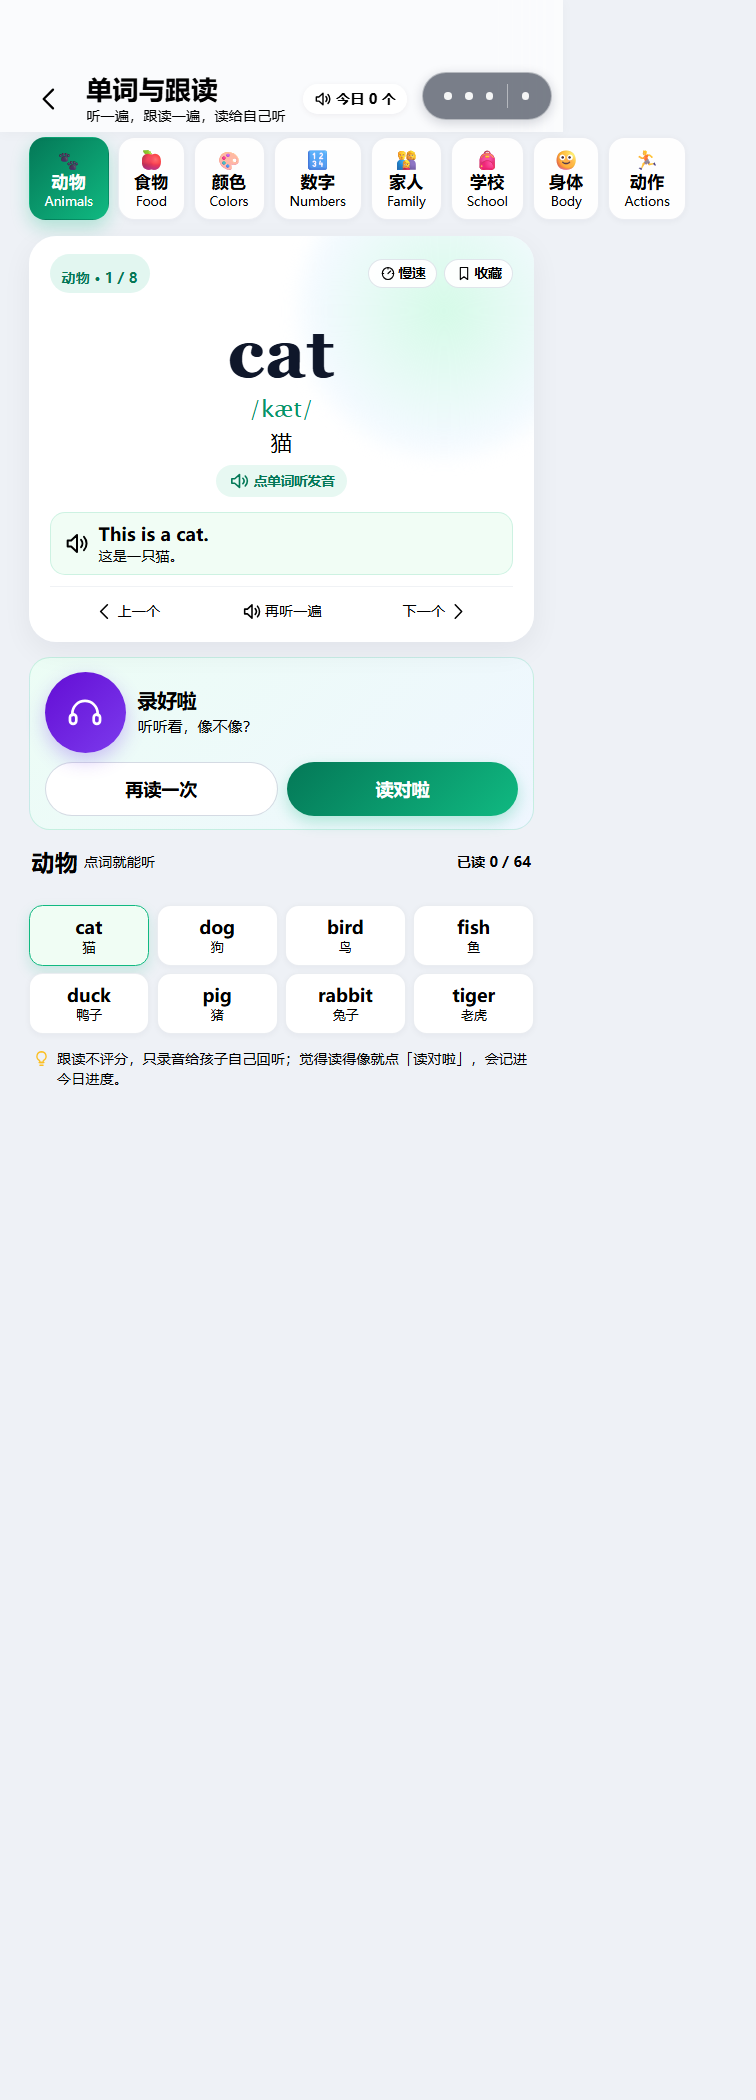 单词与跟读
听一遍，跟读一遍，读给自己听
今日 0 个
动物
Animals
食物
Food
颜色
Colors
数字
Numbers
家人
Family
学校
School
身体
Body
动作
Actions
动物 • 1 / 8
慢速
收藏
cat
/kæt/
猫
点单词听发音
This is a cat.
这是一只猫。
上一个
再听一遍
下一个
录好啦
听听看，像不像?
再读一次
读对啦
动物 点词就能听
已读 0 / 64
cat
猫
dog
狗
bird
鸟
fish
鱼
duck
鸭子
pig
猪
rabbit
兔子
tiger
老虎
跟读不评分，只录音给孩子自己回听；觉得读得像就点「读对啦」，会记进
今日进度。